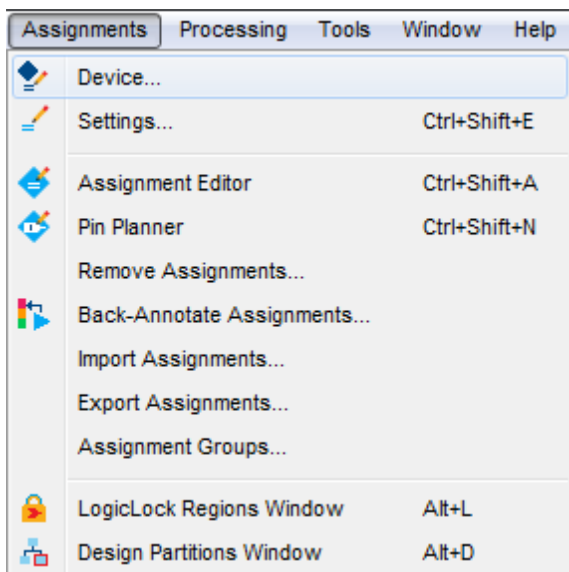 Assignments Processing Tools Window Help
Device...
Settings... Ctrl+Shift+E
Assignment Editor Ctrl+Shift+A
Pin Planner Ctrl+Shift+N
Remove Assignments...
Back-Annotate Assignments...
Import Assignments...
Export Assignments...
Assignment Groups...
LogicLock Regions Window Alt+L
Design Partitions Window Alt+D